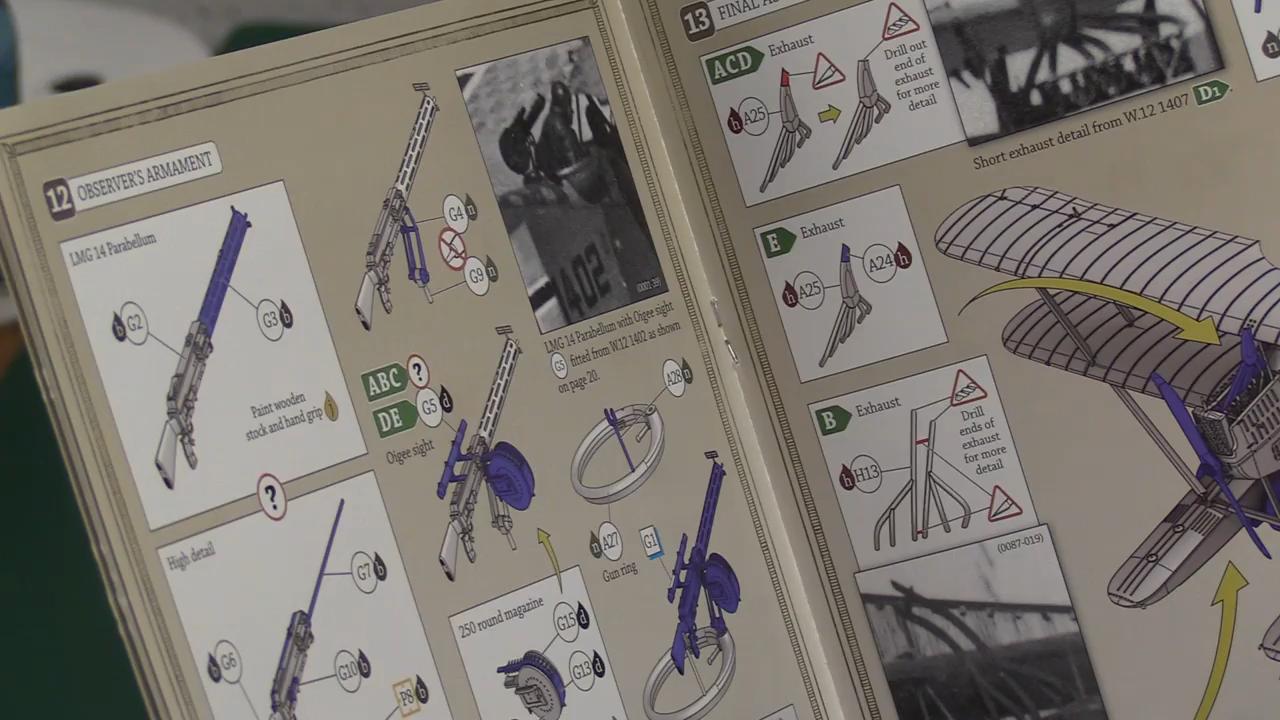 12 OBSERVER'S ARMAMENT
LMG 14 Parabellum
b G2
G3 b
Paint wooden
stock and hand grip
?
High detail
G7 b
b G6
G10 b
P8 b
G4 n
G9 n
ABC ?
DE G5 d
Oigee sight
1402
(0001-39)
LMG 14 Parabellum with Oigee sight
G5 fitted from W.12 1402 as shown
on page 20.
A28 n
n A27
Gun ring
G1
250 round magazine
G15 d
G13 d
13
ACD Exhaust
h A25
Drill out
end of
exhaust
for more
detail
Short exhaust detail from W.12 1407 D1
E Exhaust
h A25
A24 h
B Exhaust
h H13
Drill
ends of
exhaust
for more
detail
(0087-019)